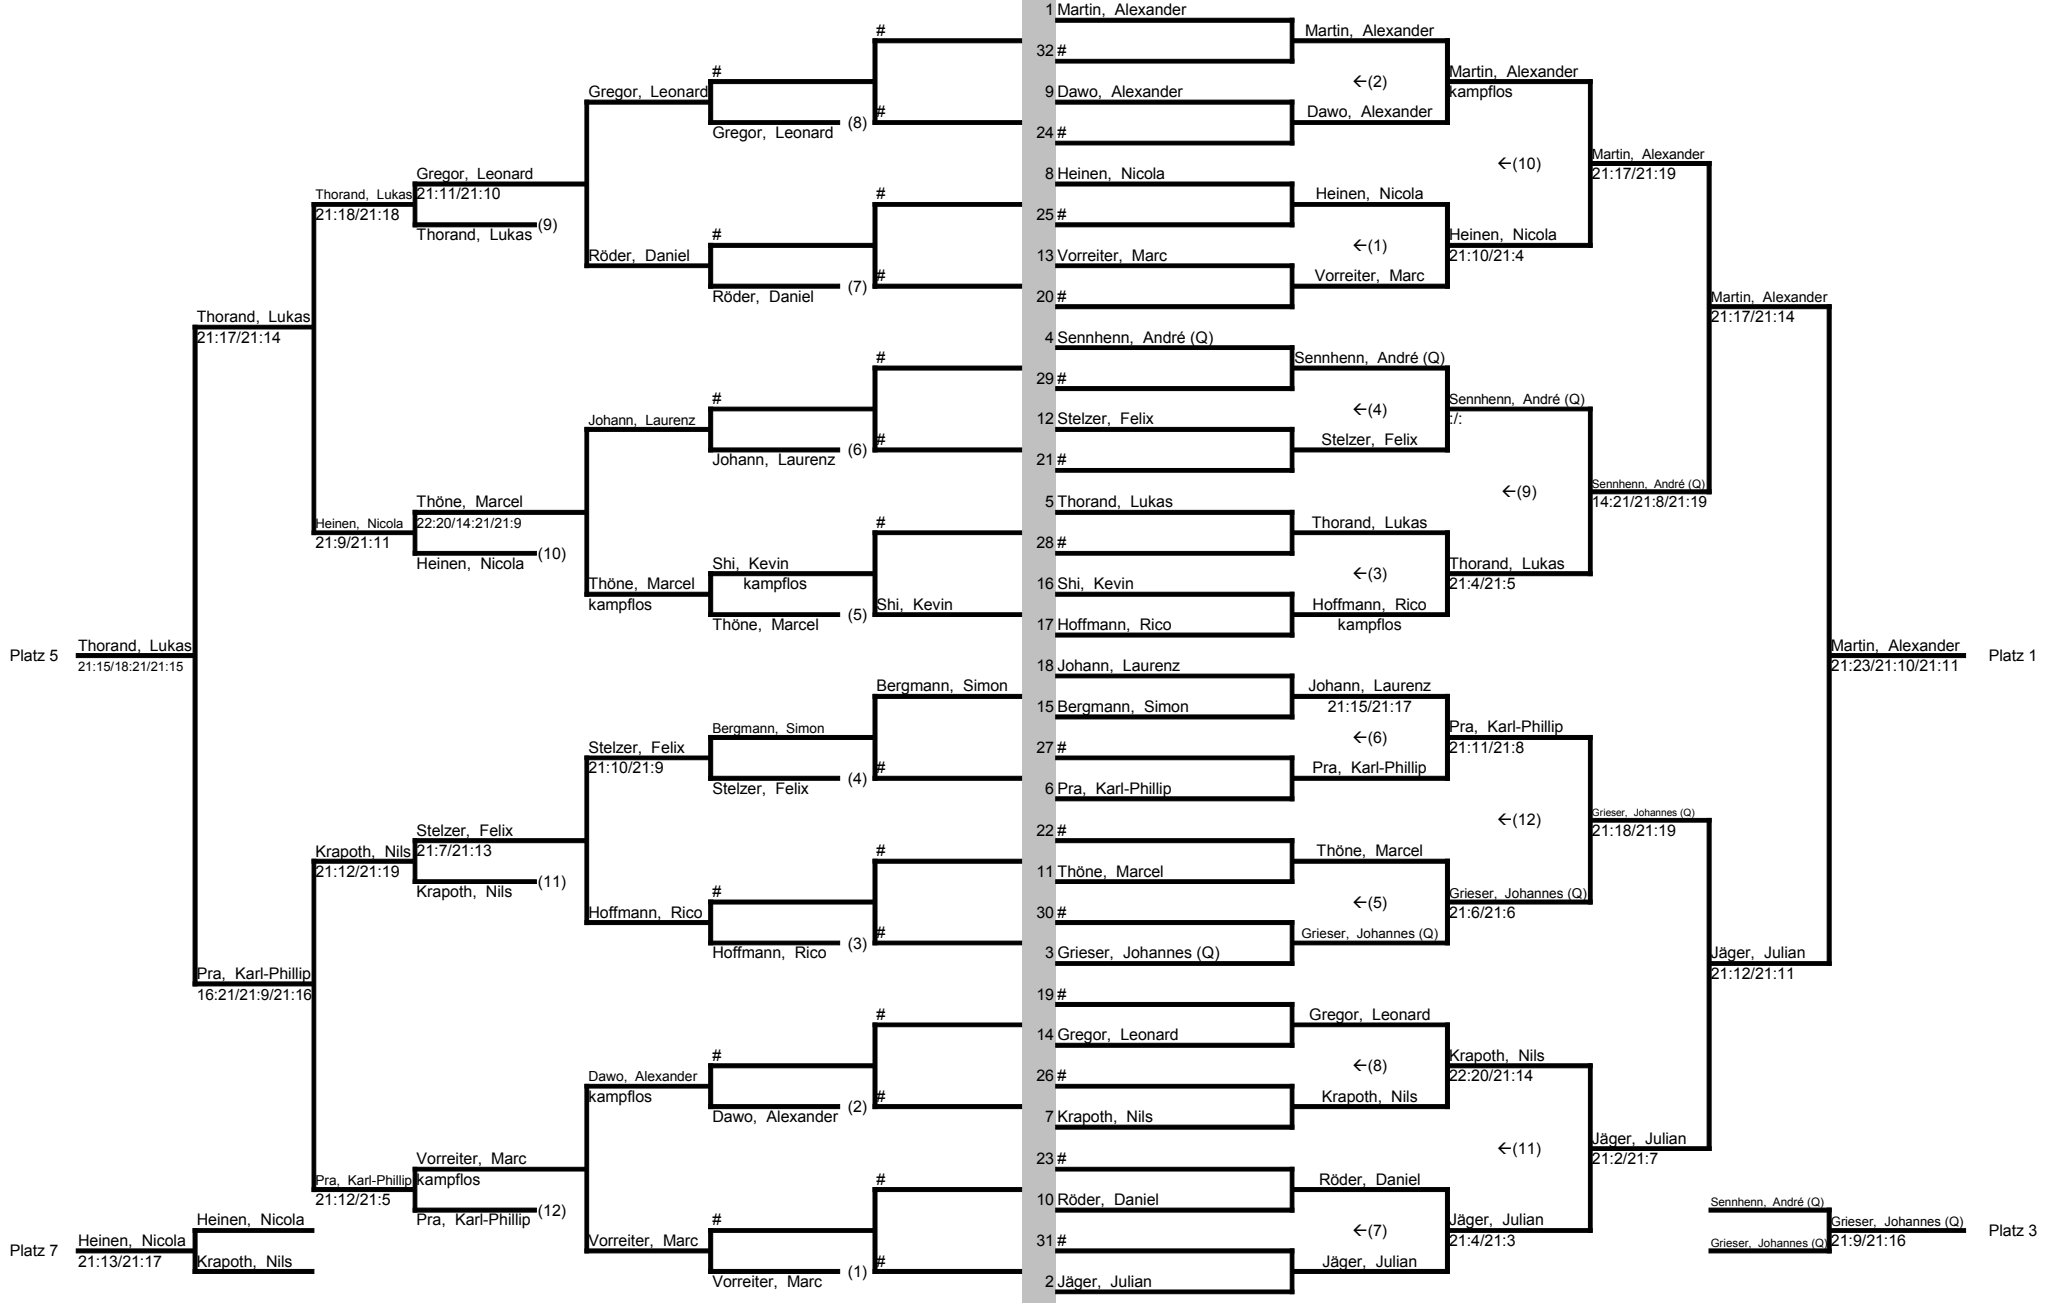 1 Martin, Alexander
# Martin, Alexander
32 #
# ←(2) Martin, Alexander
Gregor, Leonard 9 Dawo, Alexander kampflos
# Dawo, Alexander
Gregor, Leonard (8)
24 #
←(10) Martin, Alexander
Gregor, Leonard 8 Heinen, Nicola 21:17/21:19
Thorand, Lukas 21:11/21:10 # Heinen, Nicola
21:18/21:18 25 #
Thorand, Lukas (9)
# ←(1) Heinen, Nicola
Röder, Daniel 13 Vorreiter, Marc 21:10/21:4
# Vorreiter, Marc
Röder, Daniel (7) 20 #
Martin, Alexander
Thorand, Lukas 21:17/21:14
21:17/21:14 4 Sennhenn, André (Q)
# Sennhenn, André (Q)
29 #
# ←(4) Sennhenn, André (Q)
Johann, Laurenz 12 Stelzer, Felix :/:
# Stelzer, Felix
Johann, Laurenz (6) 21 #
←(9) Sennhenn, André (Q)
Thöne, Marcel 5 Thorand, Lukas 14:21/21:8/21:19
Heinen, Nicola 22:20/14:21/21:9 # Thorand, Lukas
21:9/21:11 28 #
Heinen, Nicola (10)
Shi, Kevin ←(3) Thorand, Lukas
Thöne, Marcel kampflos 16 Shi, Kevin 21:4/21:5
kampflos Shi, Kevin Hoffmann, Rico
Thöne, Marcel (5) 17 Hoffmann, Rico kampflos
Platz 5 Thorand, Lukas Martin, Alexander Platz 1
21:15/18:21/21:15 18 Johann, Laurenz 21:23/21:10/21:11
Bergmann, Simon Johann, Laurenz
15 Bergmann, Simon 21:15/21:17
Bergmann, Simon ←(6) Pra, Karl-Phillip
Stelzer, Felix 27 # 21:11/21:8
21:10/21:9 # Pra, Karl-Phillip
Stelzer, Felix (4) 6 Pra, Karl-Phillip
←(12) Grieser, Johannes (Q)
Stelzer, Felix 22 # 21:18/21:19
Krapoth, Nils 21:7/21:13 # Thöne, Marcel
21:12/21:19 11 Thöne, Marcel
Krapoth, Nils (11)
# ←(5) Grieser, Johannes (Q)
Hoffmann, Rico 30 # 21:6/21:6
# Grieser, Johannes (Q)
Hoffmann, Rico (3) 3 Grieser, Johannes (Q)
Jäger, Julian
Pra, Karl-Phillip 21:12/21:11
16:21/21:9/21:16 19 #
# Gregor, Leonard
14 Gregor, Leonard
# ←(8) Krapoth, Nils
Dawo, Alexander 26 # 22:20/21:14
kampflos # Krapoth, Nils
Dawo, Alexander (2) 7 Krapoth, Nils
←(11) Jäger, Julian
Vorreiter, Marc 23 # 21:2/21:7
Pra, Karl-Phillip kampflos # Röder, Daniel
21:12/21:5 10 Röder, Daniel Sennhenn, André (Q)
Pra, Karl-Phillip (12)
Heinen, Nicola # ←(7) Jäger, Julian Grieser, Johannes (Q) Platz 3
Platz 7 Heinen, Nicola Vorreiter, Marc 31 # 21:4/21:3 Grieser, Johannes (Q) 21:9/21:16
21:13/21:17 Krapoth, Nils # Jäger, Julian
Vorreiter, Marc (1) 2 Jäger, Julian